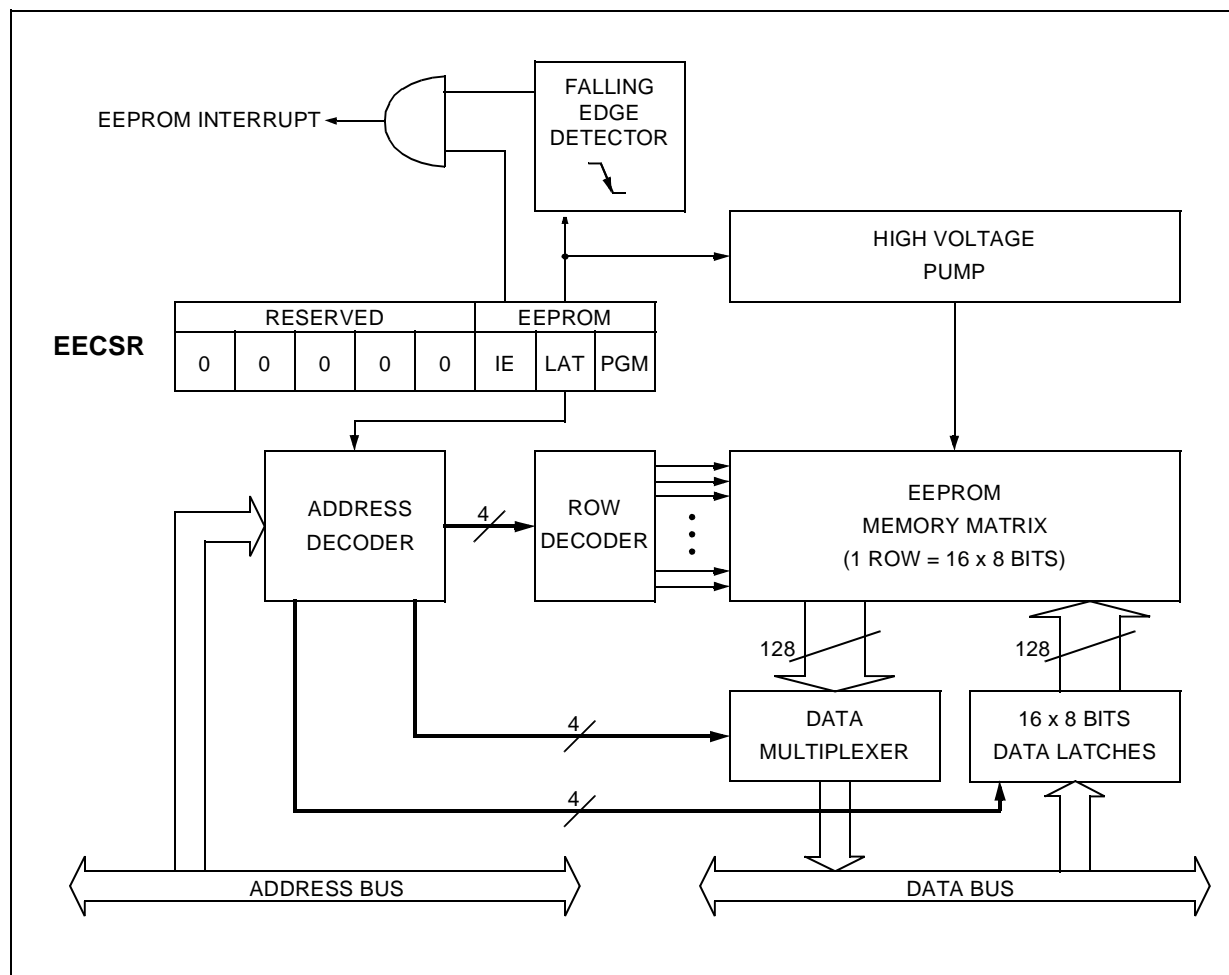 FALLING
EDGE
DETECTOR
EEPROM INTERRUPT
HIGH VOLTAGE
PUMP
EECSR
RESERVED
EEPROM
0 0 0 0 0 IE LAT PGM
ADDRESS
DECODER
4
ROW
DECODER
EEPROM
MEMORY MATRIX
(1 ROW = 16 x 8 BITS)
128
128
4
DATA
MULTIPLEXER
16 x 8 BITS
DATA LATCHES
4
ADDRESS BUS
DATA BUS